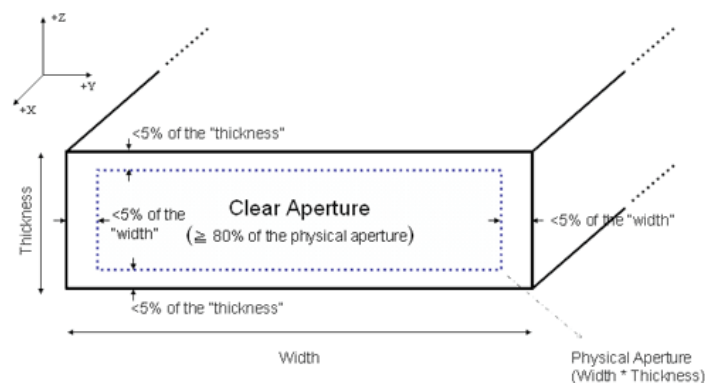 +Z
+Y
+X
<5% of the "thickness"
Thickness
Clear Aperture
<5% of the
"width"
(≧ 80% of the physical aperture)
<5% of the "width"
<5% of the "thickness"
Width
Physical Aperture
(Width * Thickness)